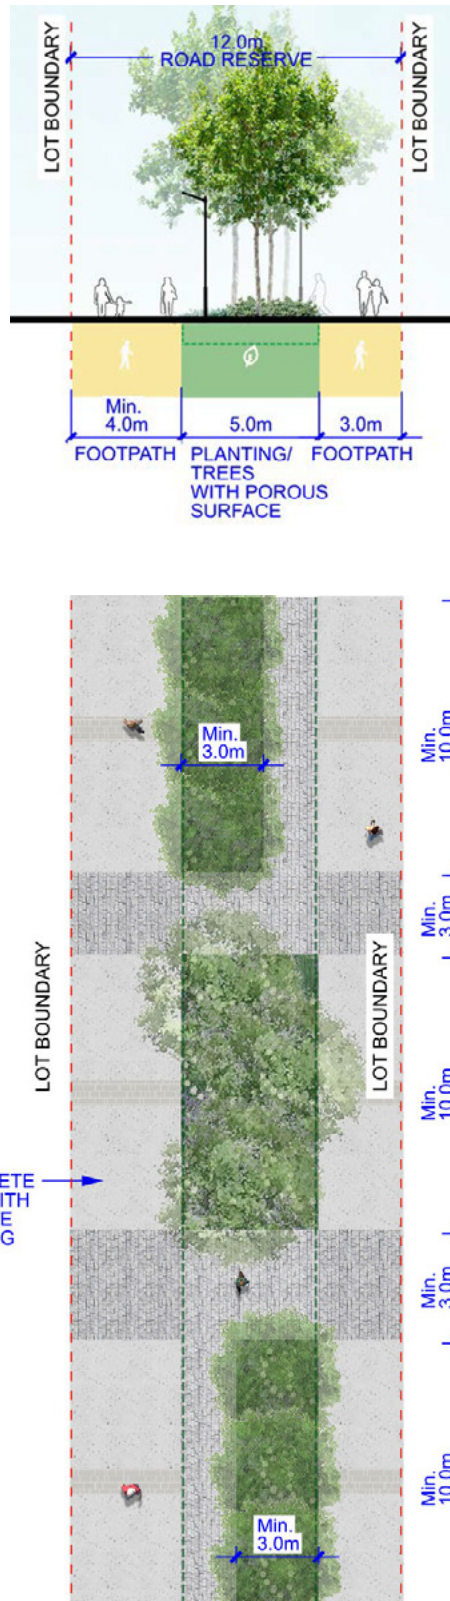 12.0m
ROAD RESERVE
LOT BOUNDARY
LOT BOUNDARY
Min.
4.0m
5.0m
3.0m
FOOTPATH
PLANTING/
TREES
WITH POROUS
SURFACE
FOOTPATH
Min.
3.0m
Min.
10.0m
Min.
3.0m
LOT BOUNDARY
LOT BOUNDARY
Min.
10.0m
ETE
ITH
E
G
Min.
3.0m
Min.
10.0m
Min.
3.0m